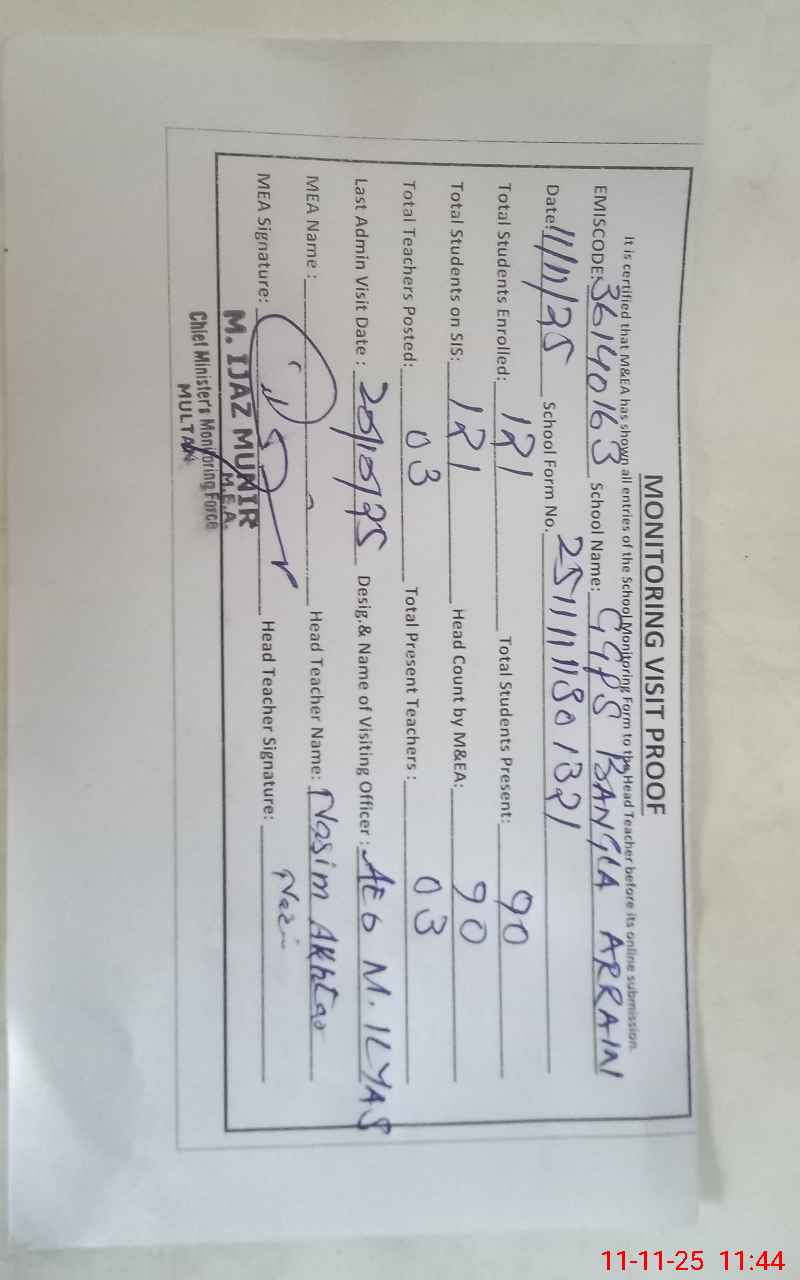 MONITORING VISIT PROOF
It is certified that M&EA has shown all entries of the School Monitoring Form to the Head Teacher before its online submission.
EMISCODE: 36140163 School Name: GGPS BANGLA ARRAIN
Date: 11/11/25 School Form No. 2511111801321
Total Students Enrolled: 121 Total Students Present: 90
Total Students on SIS: 121 Head Count by M&EA: 90
Total Teachers Posted: 03 Total Present Teachers : 03
Last Admin Visit Date : 20/10/25 Desig.& Name of Visiting Officer : AEO M. ILYAS
MEA Name : Head Teacher Name: Nasim Akhtar
MEA Signature: Head Teacher Signature:
M. IJAZ MUNIR
M.E.A.
Chief Minister's Monitoring Force
MULTAN
11-11-25 11:44